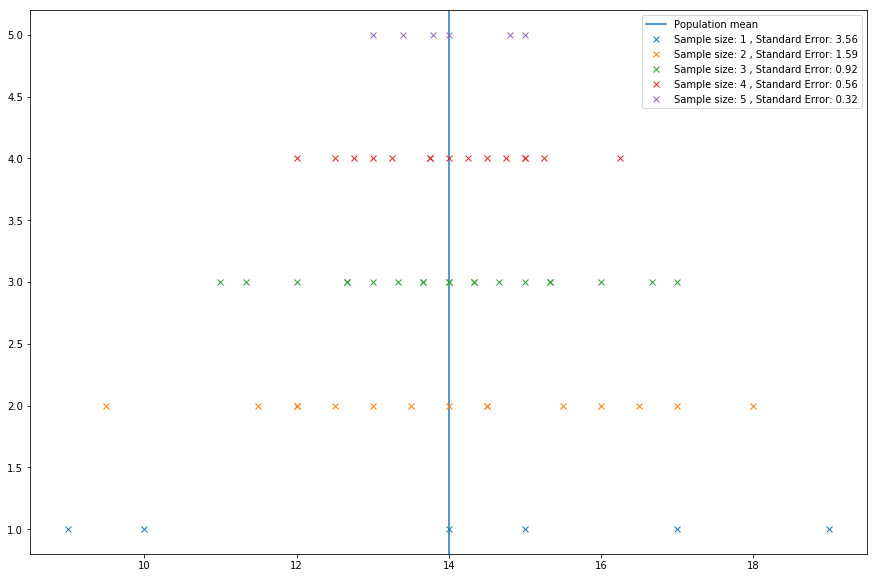 Population mean
Sample size: 1 , Standard Error: 3.56
Sample size: 2 , Standard Error: 1.59
Sample size: 3 , Standard Error: 0.92
Sample size: 4 , Standard Error: 0.56
Sample size: 5 , Standard Error: 0.32
5.0
4.5
4.0
3.5
3.0
2.5
2.0
1.5
1.0
10 12 14 16 18